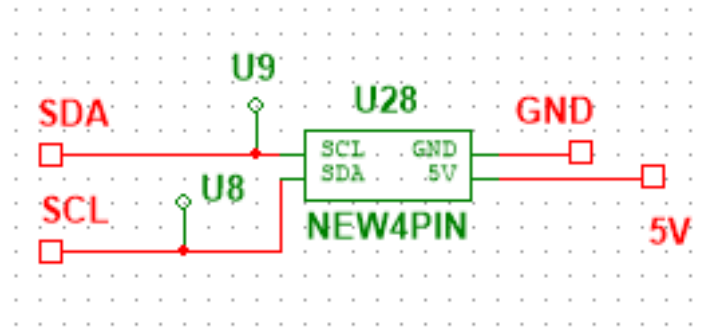 U9
SDA
U28
GND
SCL GND
SDA 5V
U8
SCL
NEW4PIN
5V